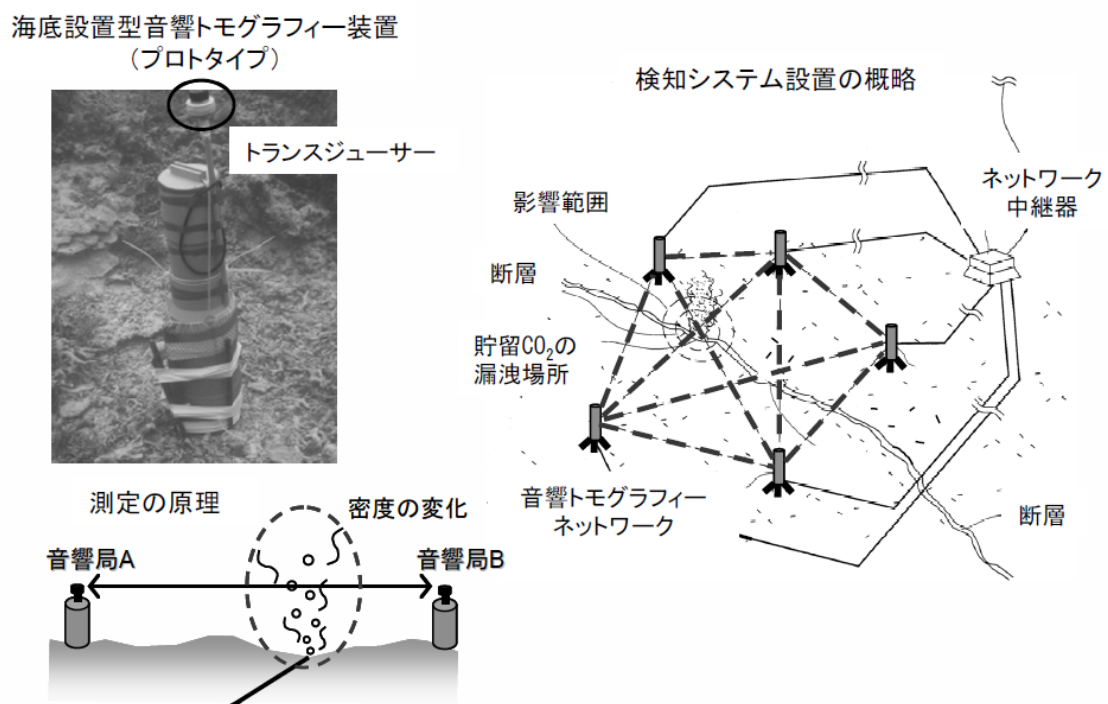 海底設置型音響トモグラフィー装置
（プロトタイプ）
トランスジューサー
検知システム設置の概略
ネットワーク
中継器
影響範囲
断層
貯留CO₂の
漏洩場所
音響トモグラフィー
ネットワーク
断層
測定の原理
密度の変化
音響局A
音響局B